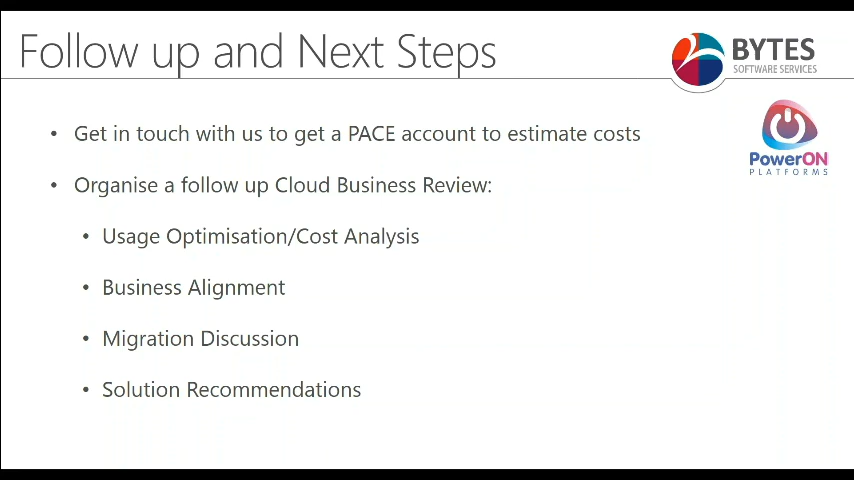 Follow up and Next Steps
BYTES
SOFTWARE SERVICES
• Get in touch with us to get a PACE account to estimate costs
PowerON
PLATFORMS
• Organise a follow up Cloud Business Review:
• Usage Optimisation/Cost Analysis
• Business Alignment
• Migration Discussion
• Solution Recommendations